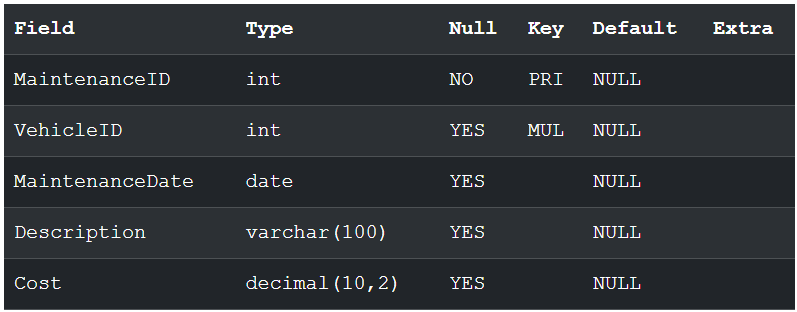 Field Type Null Key Default Extra
MaintenanceID int NO PRI NULL
VehicleID int YES MUL NULL
MaintenanceDate date YES NULL
Description varchar(100) YES NULL
Cost decimal(10,2) YES NULL